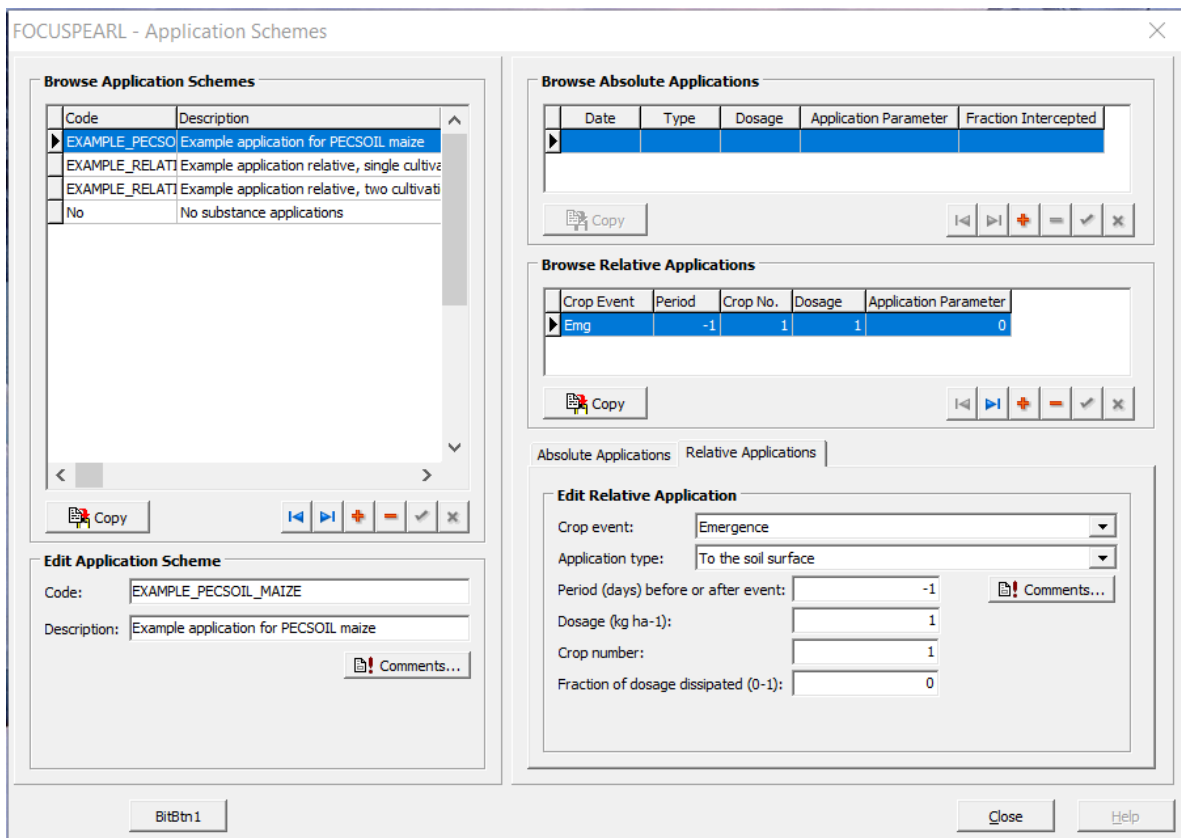 FOCUSPEARL - Application Schemes
Browse Application Schemes
Code Description
EXAMPLE_PECSO Example application for PECSOIL maize
EXAMPLE_RELATI Example application relative, single cultiva
EXAMPLE_RELATI Example application relative, two cultivati
No No substance applications
Copy
Edit Application Scheme
Code: EXAMPLE_PECSOIL_MAIZE
Description: Example application for PECSOIL maize
Comments...
BitBtn1
Browse Absolute Applications
Date Type Dosage Application Parameter Fraction Intercepted
Copy
Browse Relative Applications
Crop Event Period Crop No. Dosage Application Parameter
Emg -1 1 1 0
Copy
Absolute Applications Relative Applications
Edit Relative Application
Crop event: Emergence
Application type: To the soil surface
Period (days) before or after event: -1 Comments...
Dosage (kg ha-1): 1
Crop number: 1
Fraction of dosage dissipated (0-1): 0
Close Help